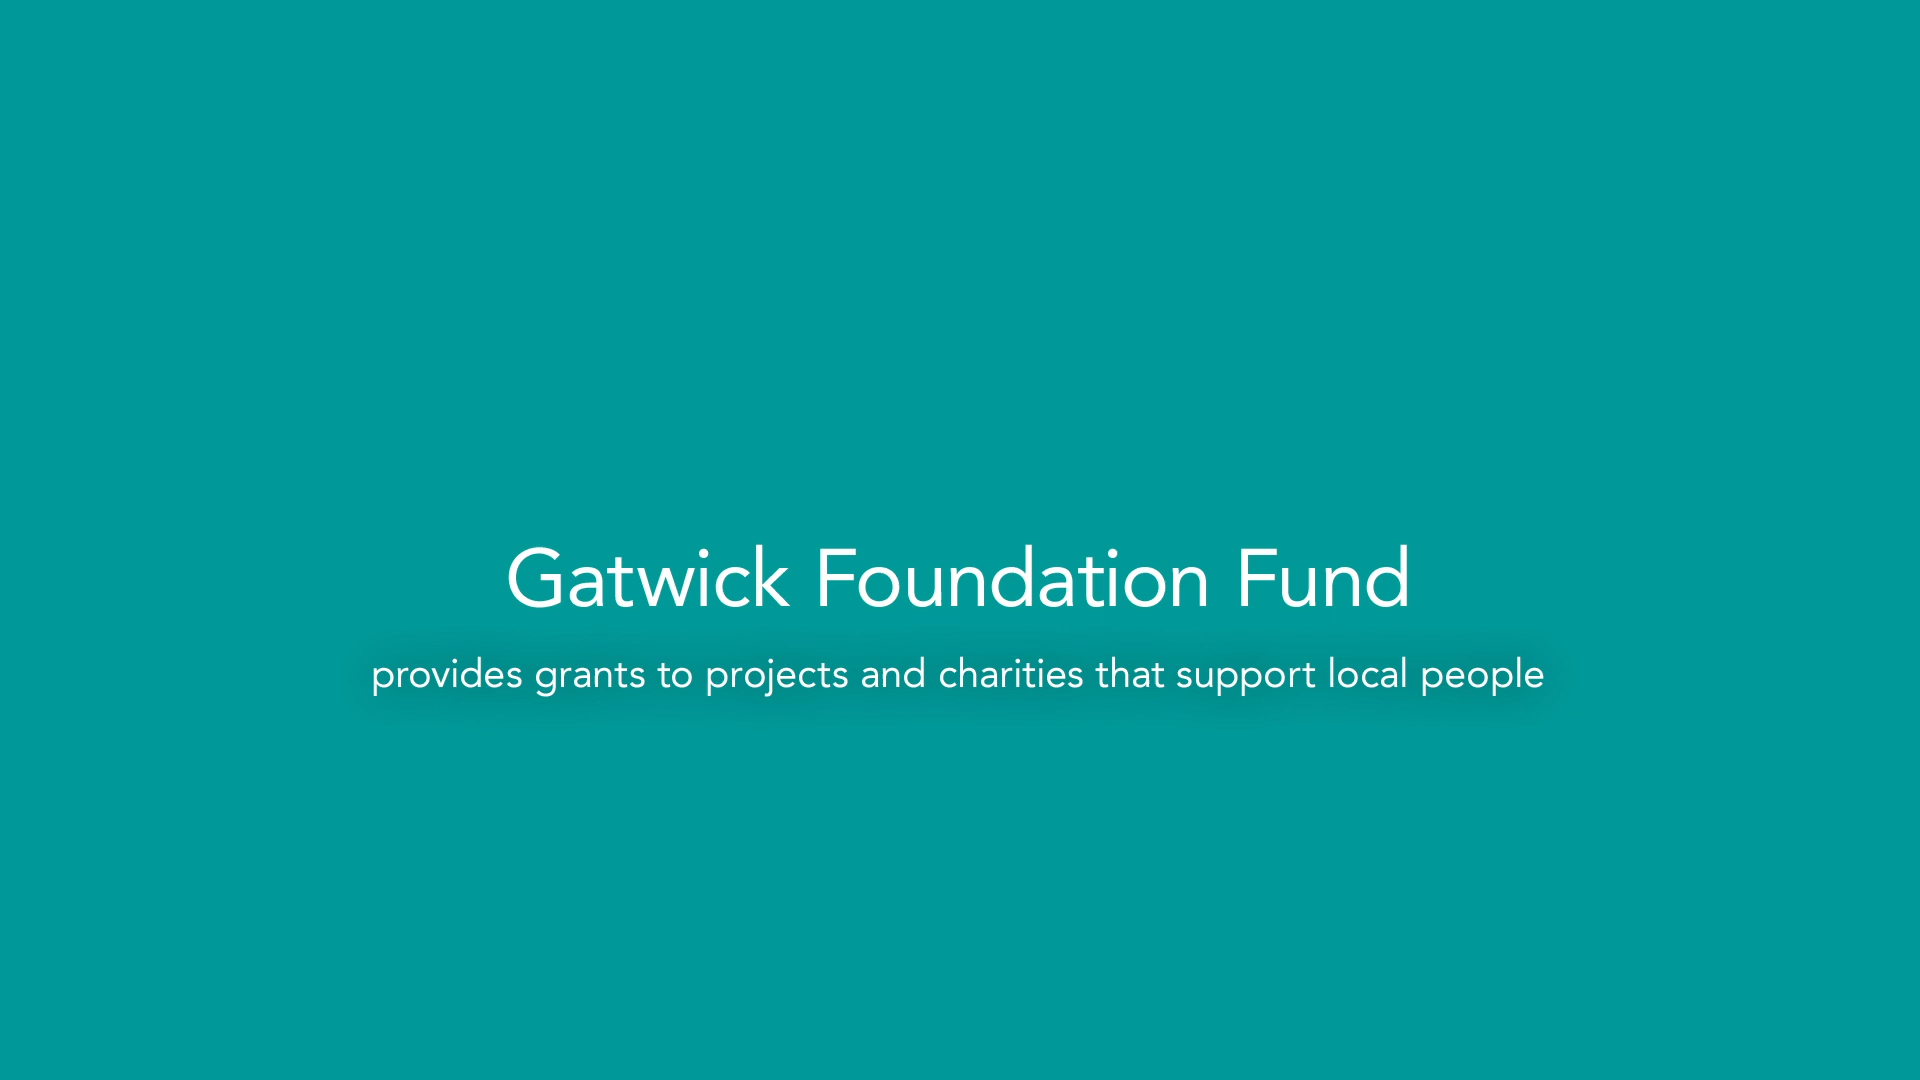 Gatwick Foundation Fund
provides grants to projects and charities that support local people